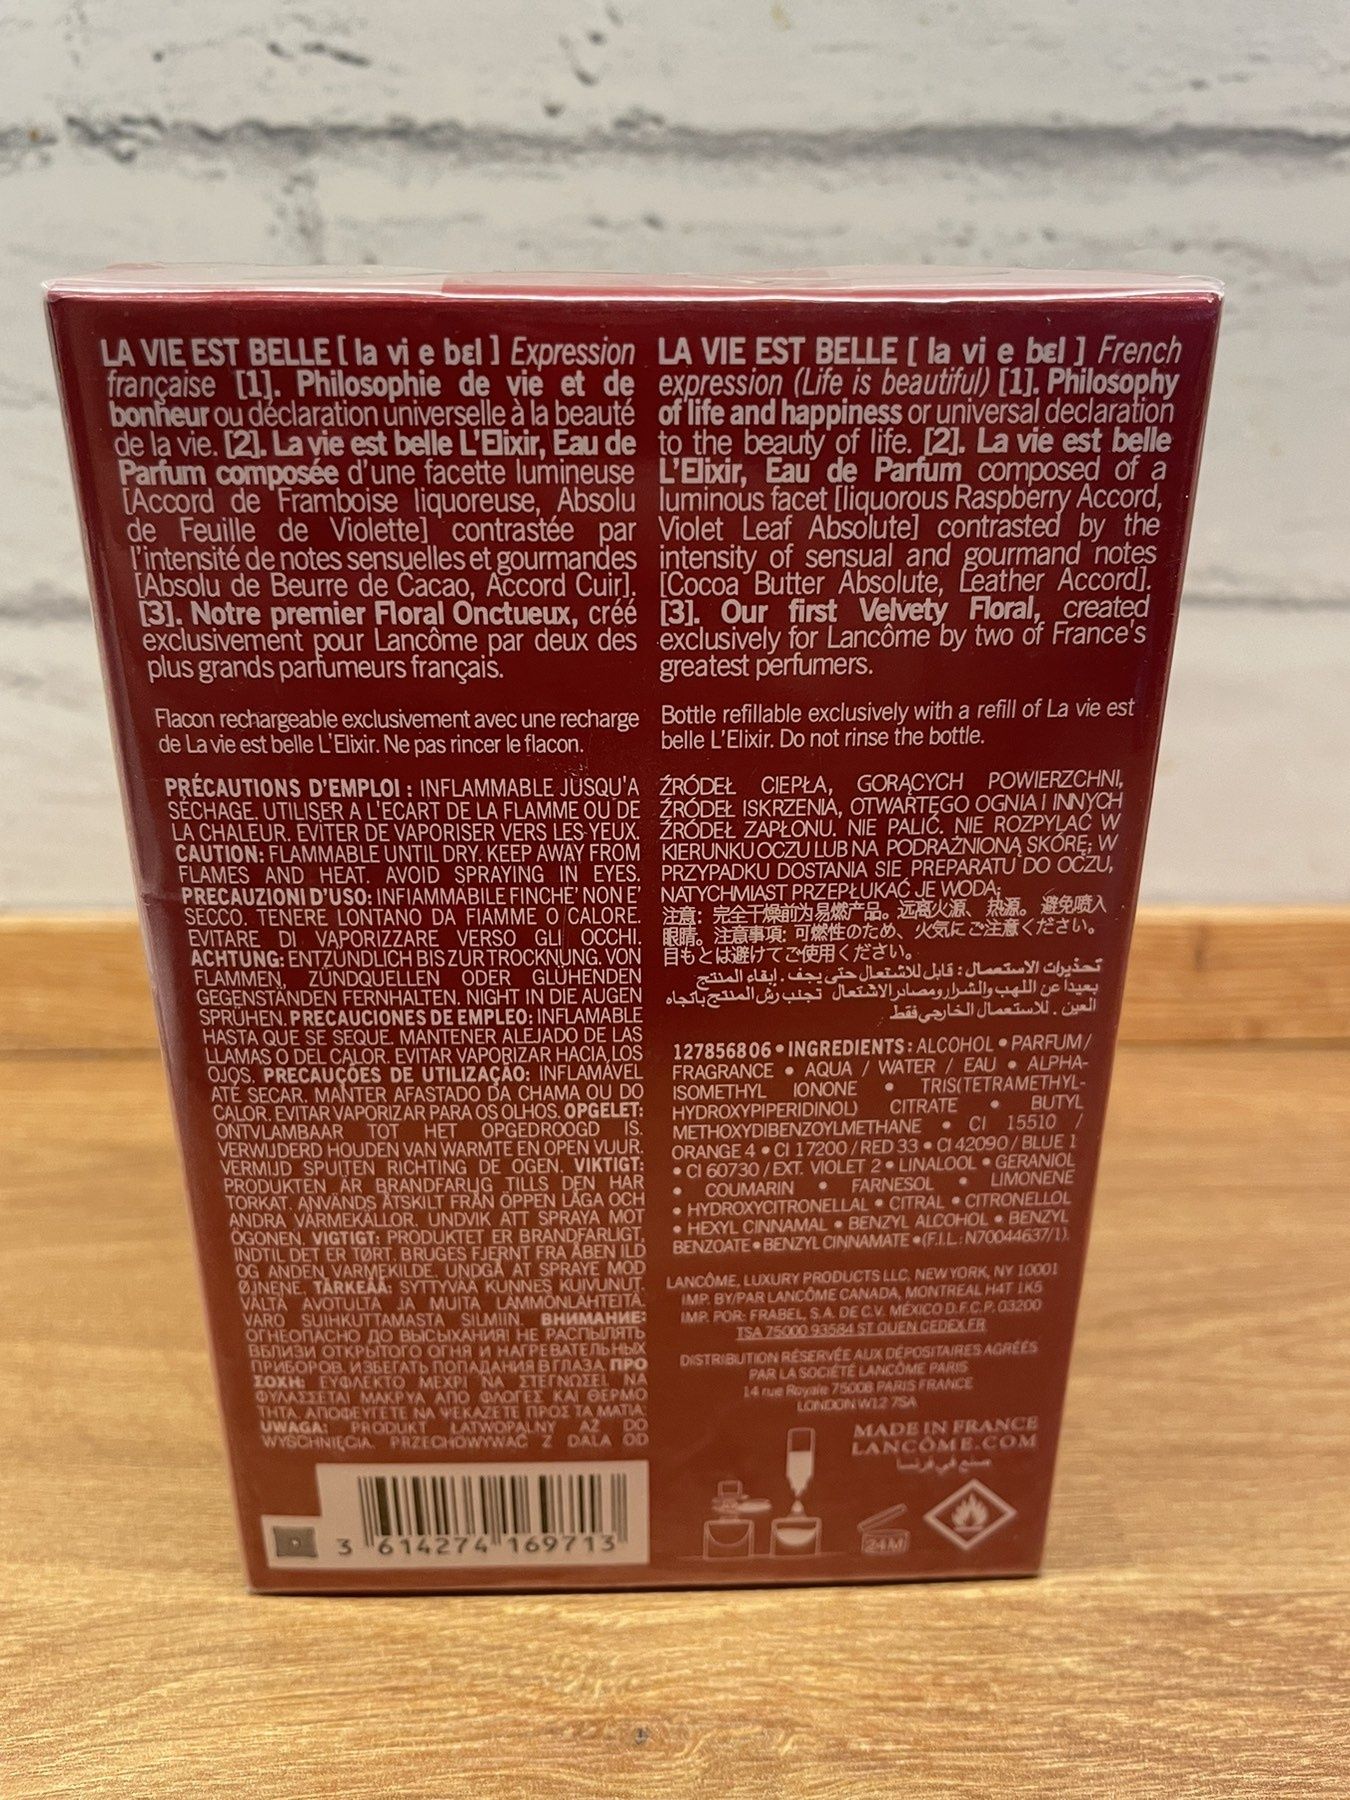 LA VIE EST BELLE [ la vi e bɛl ] Expression
française [1]. Philosophie de vie et de
bonheur ou déclaration universelle à la beauté
de la vie. [2]. La vie est belle L'Elixir, Eau de
Parfum composée d'une facette lumineuse
[Accord de Framboise liquoreuse, Absolu
de Feuille de Violette] contrastée par
l'intensité de notes sensuelles et gourmandes
[Absolu de Beurre de Cacao, Accord Cuir].
[3]. Notre premier Floral Onctueux, créé
exclusivement pour Lancôme par deux des
plus grands parfumeurs français.
Flacon rechargeable exclusivement avec une recharge
de La vie est belle L'Elixir. Ne pas rincer le flacon.
PRÉCAUTIONS D'EMPLOI : INFLAMMABLE JUSQU'A
SÉCHAGE. UTILISER A L'ECART DE LA FLAMME OU DE
LA CHALEUR. EVITER DE VAPORISER VERS LES YEUX.
CAUTION: FLAMMABLE UNTIL DRY. KEEP AWAY FROM
FLAMES AND HEAT. AVOID SPRAYING IN EYES.
PRECAUZIONI D'USO: INFIAMMABILE FINCHE' NON E'
SECCO. TENERE LONTANO DA FIAMME O CALORE.
EVITARE DI VAPORIZZARE VERSO GLI OCCHI.
ACHTUNG: ENTZÜNDLICH BIS ZUR TROCKNUNG. VON
FLAMMEN, ZÜNDQUELLEN ODER GLÜHENDEN
GEGENSTÄNDEN FERNHALTEN. NIGHT IN DIE AUGEN
SPRÜHEN. PRECAUCIONES DE EMPLEO: INFLAMABLE
HASTA QUE SE SEQUE. MANTENER ALEJADO DE LAS
LLAMAS O DEL CALOR. EVITAR VAPORIZAR HACIA LOS
OJOS. PRECAUÇÕES DE UTILIZAÇÃO: INFLAMÁVEL
ATÉ SECAR. MANTER AFASTADO DA CHAMA OU DO
CALOR. EVITAR VAPORIZAR PARA OS OLHOS. OPGELET:
ONTVLAMBAAR TOT HET OPGEDROOGD IS.
VERWIJDERD HOUDEN VAN WARMTE EN OPEN VUUR.
VERMIJD SPUITEN RICHTING DE OGEN. VIKTIGT:
PRODUKTEN ÄR BRANDFARLIG TILLS DEN HAR
TORKAT. ANVÄNDS ÅTSKILT FRÅN ÖPPEN LÅGA OCH
ANDRA VÄRMEKÄLLOR. UNDVIK ATT SPRAYA MOT
ÖGONEN. VIGTIGT: PRODUKTET ER BRANDFARLIGT,
INDTIL DET ER TØRT. BRUGES FJERNT FRA ÅBEN ILD
OG ANDEN VARMEKILDE. UNDGÅ AT SPRAYE MOD
ØJNENE. TÄRKEÄÄ: SYTTYVÄÄ KUNNES KUIVUNUT.
VÄLTÄ AVOTULTA JA MUITA LÄMMÖNLÄHTEITÄ.
VARO SUIHKUTTAMASTA SILMIIN. ВНИМАНИЕ:
ОГНЕОПАСНО ДО ВЫСЫХАНИЯ! НЕ РАСПЫЛЯТЬ
ВБЛИЗИ ОТКРЫТОГО ОГНЯ И НАГРЕВАТЕЛЬНЫХ
ПРИБОРОВ. ИЗБЕГАТЬ ПОПАДАНИЯ В ГЛАЗА. ΠΡΟ
ΣΟΧΗ: ΕΥΦΛΕΚΤΟ ΜΕΧΡΙ ΝΑ ΣΤΕΓΝΩΣΕΙ. ΝΑ
ΦΥΛΑΣΣΕΤΑΙ ΜΑΚΡΥΑ ΑΠΟ ΦΛΟΓΕΣ ΚΑΙ ΘΕΡΜΟ
ΤΗΤΑ. ΑΠΟΦΕΥΓΕΤΕ ΝΑ ΨΕΚΑΖΕΤΕ ΠΡΟΣ ΤΑ ΜΑΤΙΑ.
UWAGA: PRODUKT ŁATWOPALNY AŻ DO
WYSCHNIĘCIA. PRZECHOWYWAĆ Z DALA OD
3 614274 169713
LA VIE EST BELLE [ la vi e bɛl ] French
expression (Life is beautiful) [1]. Philosophy
of life and happiness or universal declaration
to the beauty of life. [2]. La vie est belle
L'Elixir, Eau de Parfum composed of a
luminous facet [liquorous Raspberry Accord,
Violet Leaf Absolute] contrasted by the
intensity of sensual and gourmand notes
[Cocoa Butter Absolute, Leather Accord].
[3]. Our first Velvety Floral, created
exclusively for Lancôme by two of France's
greatest perfumers.
Bottle refillable exclusively with a refill of La vie est
belle L'Elixir. Do not rinse the bottle.
ŹRÓDEŁ CIEPŁA, GORĄCYCH POWIERZCHNI,
ŹRÓDEŁ ISKRZENIA, OTWARTEGO OGNIA I INNYCH
ŹRÓDEŁ ZAPŁONU. NIE PALIĆ. NIE ROZPYLAĆ W
KIERUNKU OCZU LUB NA PODRAŻNIONĄ SKÓRĘ; W
PRZYPADKU DOSTANIA SIĘ PREPARATU DO OCZU,
NATYCHMIAST PRZEPŁUKAĆ JE WODĄ;
注意：完全干燥前为易燃产品。远离火源、热源。避免喷入
眼睛。注意事項: 可燃性のため、火気にご注意ください。
目もとは避けてご使用ください。
تحذيرات الاستعمال : قابل للاشتعال حتى يجف . إبقاء المنتج
بعيداً عن اللهب والشرار ومصادر الاشتعال تجنب رش المنتج باتجاه
العين . للاستعمال الخارجي فقط
127856806 • INGREDIENTS : ALCOHOL • PARFUM /
FRAGRANCE • AQUA / WATER / EAU • ALPHA-
ISOMETHYL IONONE • TRIS(TETRAMETHYL-
HYDROXYPIPERIDINOL) CITRATE • BUTYL
METHOXYDIBENZOYLMETHANE • CI 15510 /
ORANGE 4 • CI 17200 / RED 33 • CI 42090 / BLUE 1
• CI 60730 / EXT. VIOLET 2 • LINALOOL • GERANIOL
• COUMARIN • FARNESOL • LIMONENE
• HYDROXYCITRONELLAL • CITRAL • CITRONELLOL
• HEXYL CINNAMAL • BENZYL ALCOHOL • BENZYL
BENZOATE • BENZYL CINNAMATE • (F.I.L.: N70044637/1).
LANCÔME, LUXURY PRODUCTS LLC, NEW YORK, NY 10001
IMP. BY/PAR LANCÔME CANADA, MONTREAL H4T 1K5
IMP. POR: FRABEL, S.A. DE C.V. MÉXICO D.F. C.P. 03200
TSA 75000 93584 ST OUEN CEDEX FR
DISTRIBUTION RÉSERVÉE AUX DÉPOSITAIRES AGRÉÉS
PAR LA SOCIÉTÉ LANCÔME PARIS
14 rue Royale 75008 PARIS FRANCE
LONDON W12 7SA
MADE IN FRANCE
LANCÔME.COM
صنع في فرنسا
24M